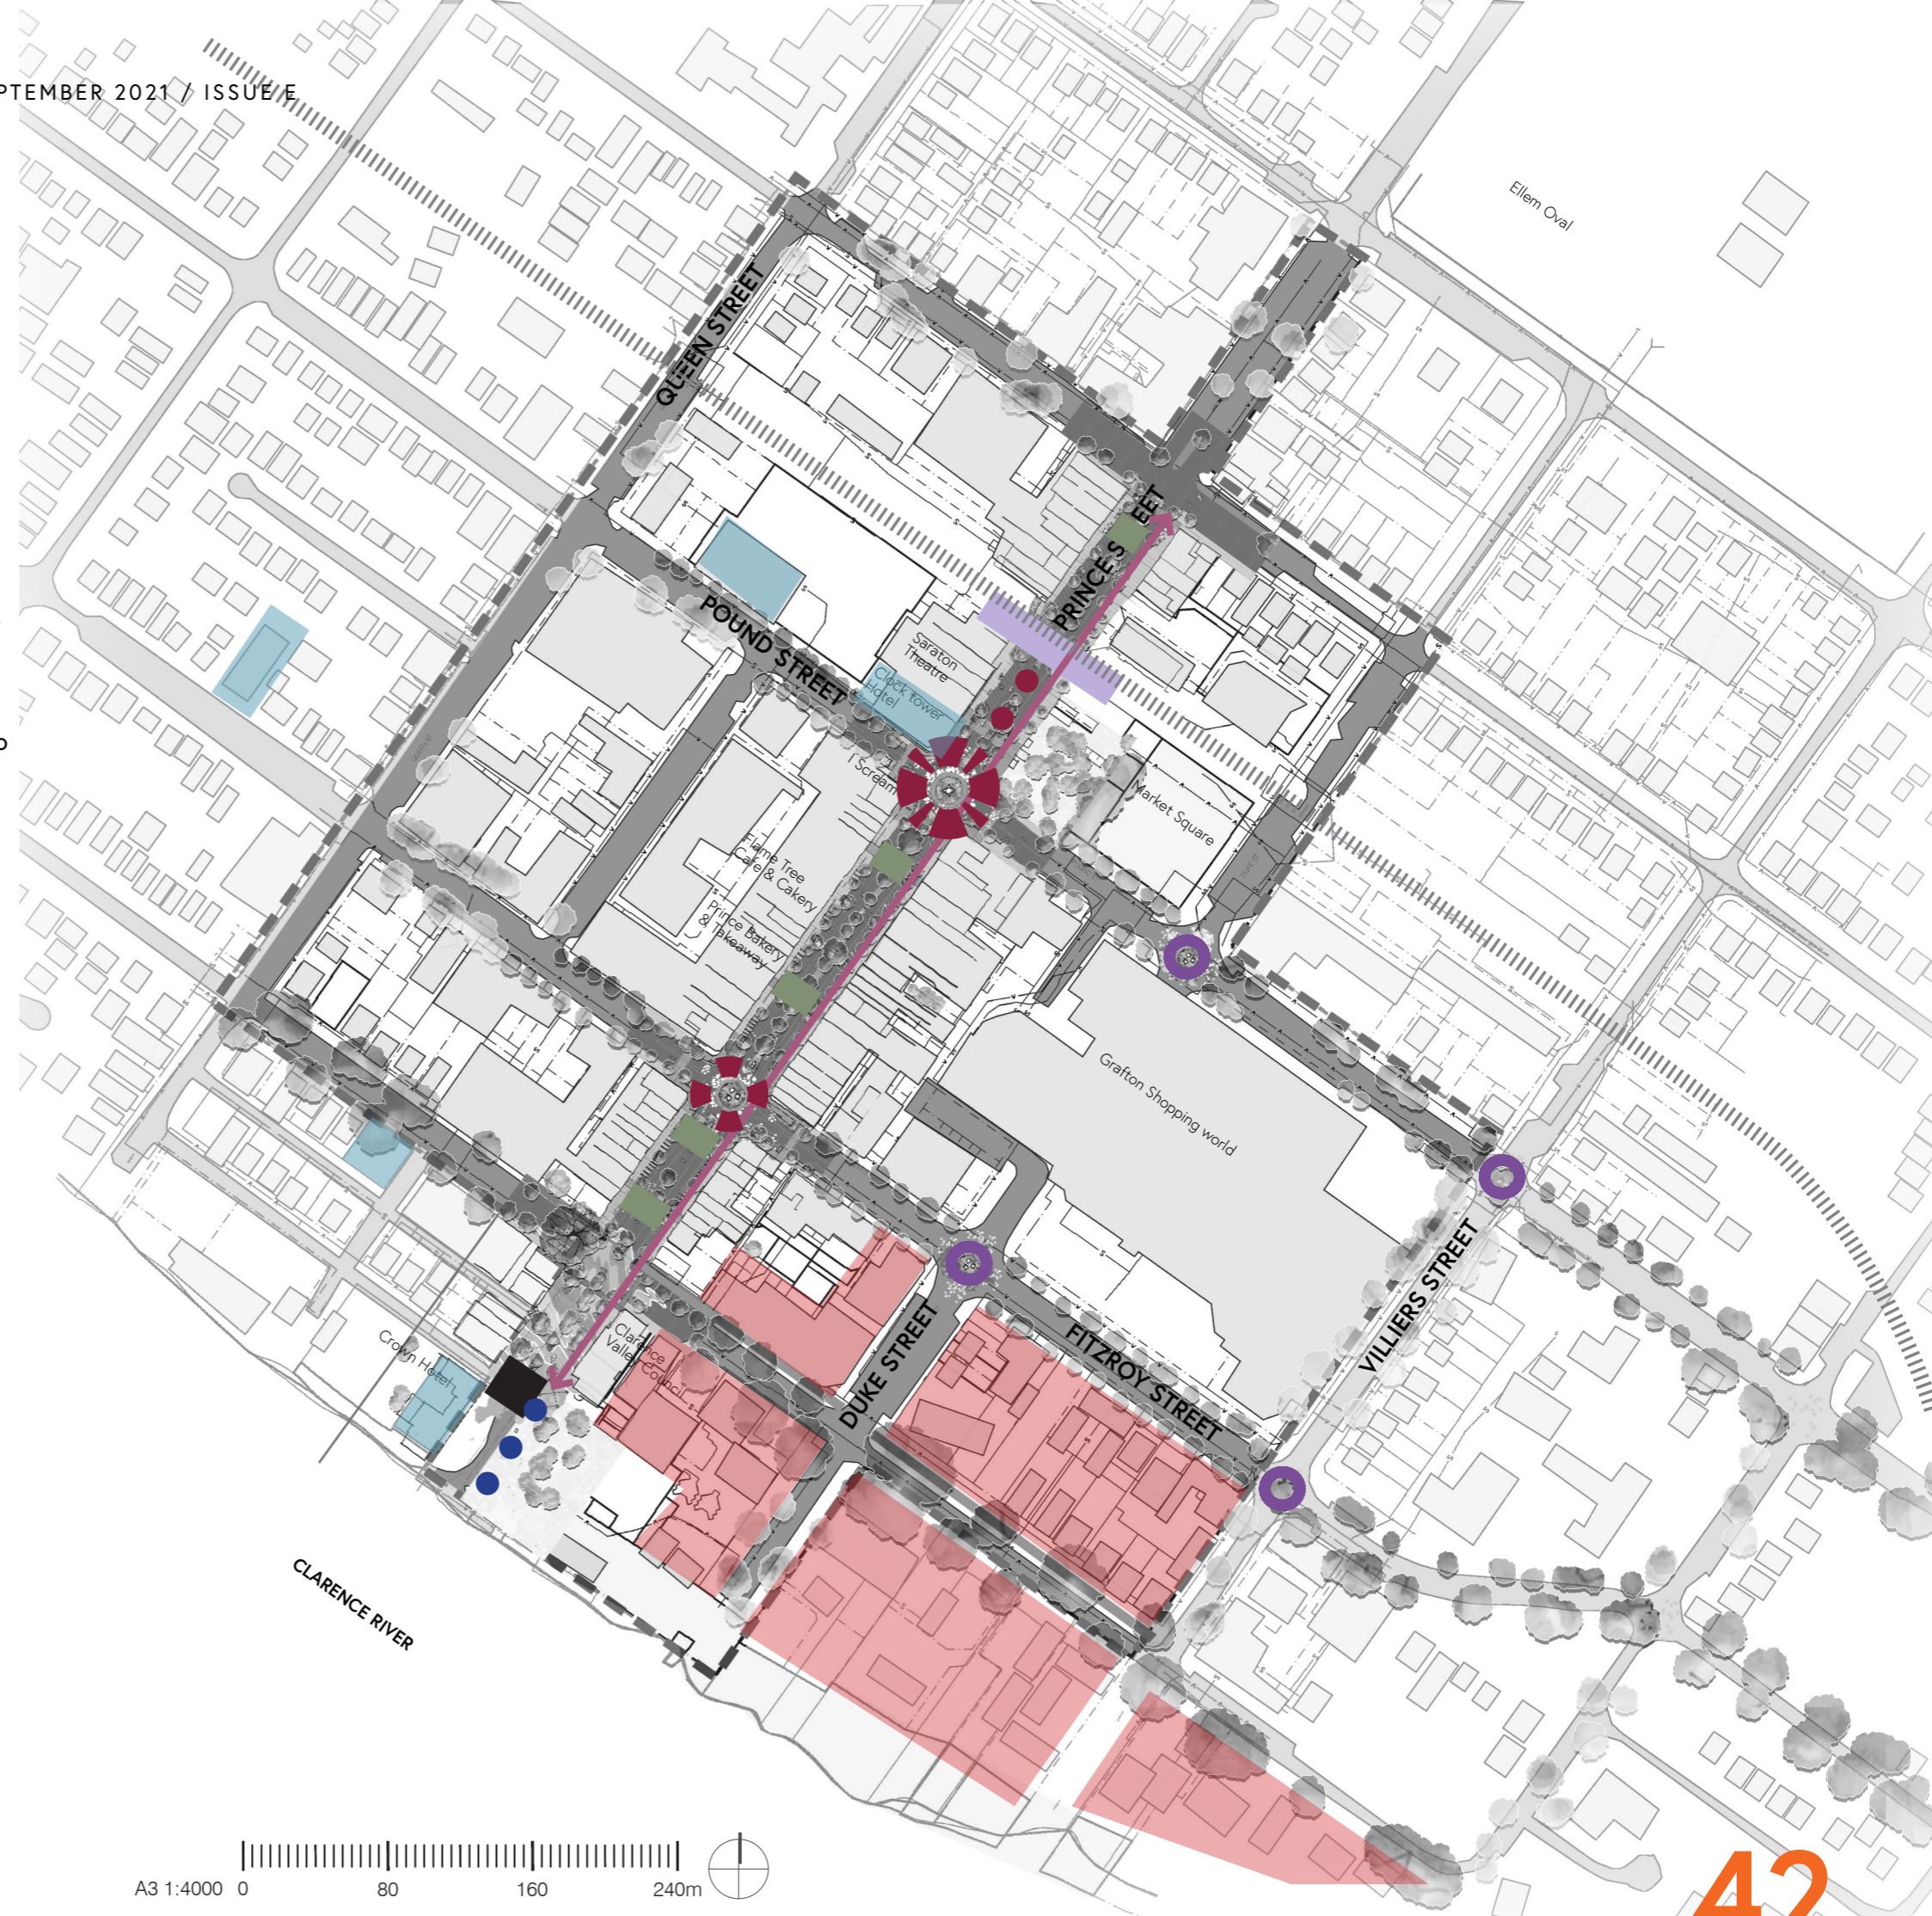 PTEMBER 2021 / ISSUE E
Ellem Oval
QUEEN STREET
PRINCE S
EET
POUND STREET
Saraton
Theatre
Clock tower
Hotel
I Scream
Market Square
Flame Tree
Cafe & Cakery
Prince Bakery
& Takeaway
Grafton Shopping world
VILLIERS STREET
FITZROY STREET
DUKE STREET
Clarence
Valley Council
Crown Hotel
CLARENCE RIVER
A3 1:4000 0 80 160 240m
42